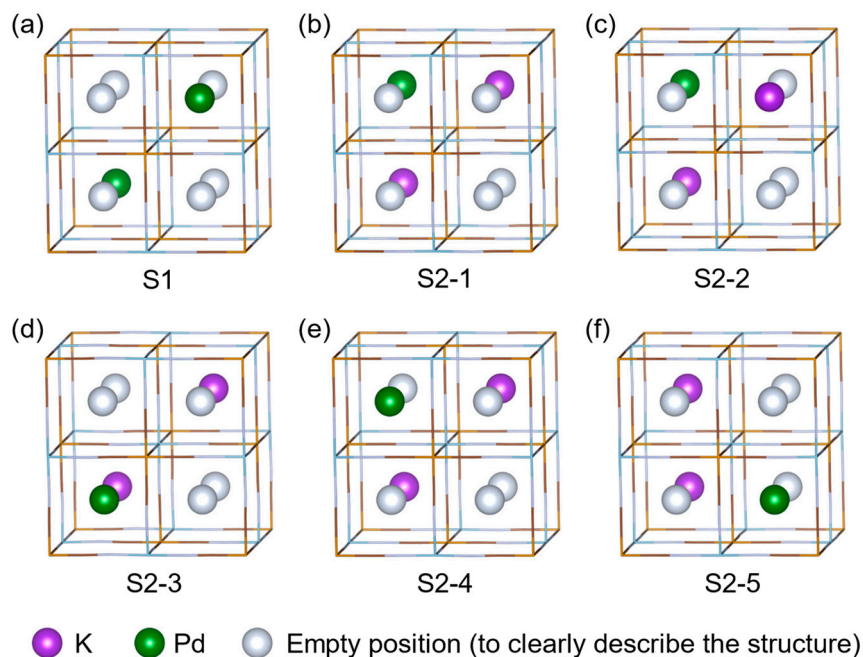 (a) (b) (c)
S1 S2-1 S2-2
(d) (e) (f)
S2-3 S2-4 S2-5
K Pd Empty position (to clearly describe the structure)